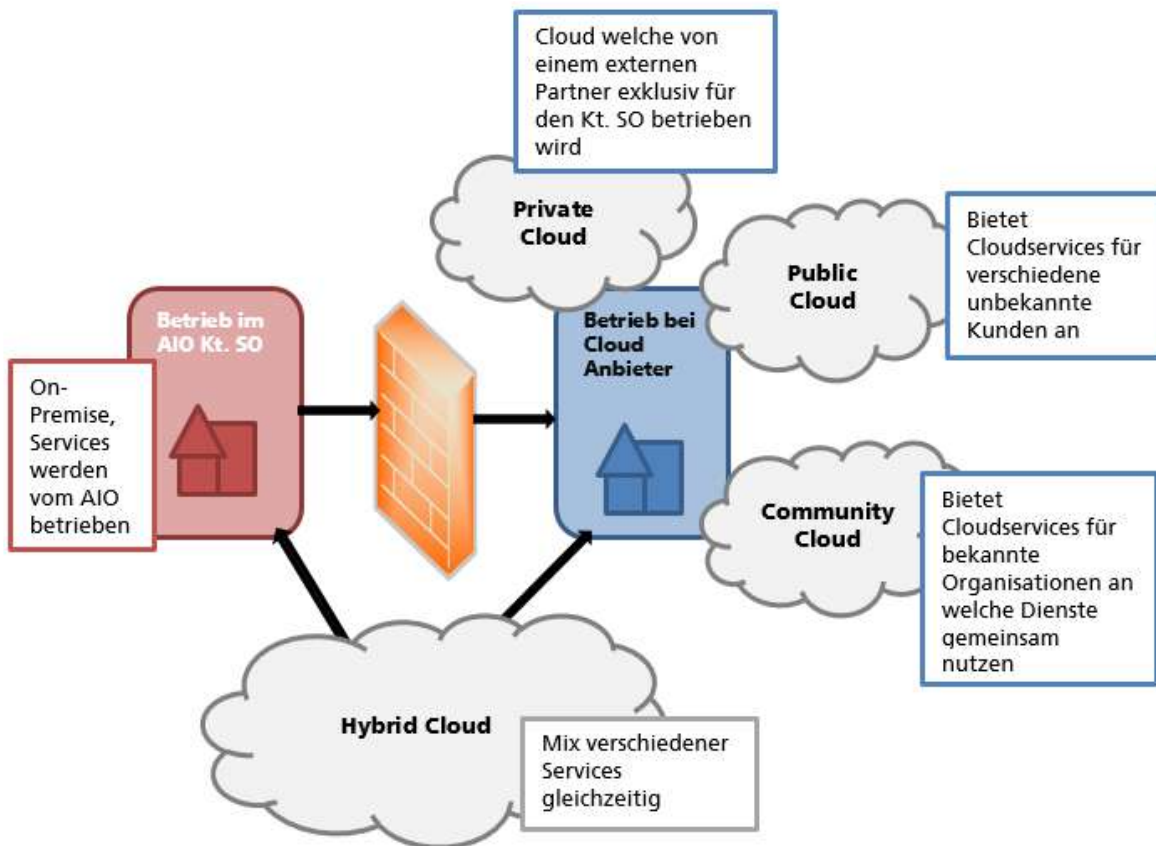 Cloud welche von
einem externen
Partner exklusiv für
den Kt. SO betrieben
wird
Private
Cloud
Bietet
Cloudservices für
verschiedene
unbekannte
Kunden an
Public
Cloud
Betrieb im
AIO Kt. SO
Betrieb bei
Cloud
Anbieter
On-
Premise,
Services
werden
vom AIO
betrieben
Community
Cloud
Bietet
Cloudservices für
bekannte
Organisationen an
welche Dienste
gemeinsam
nutzen
Hybrid Cloud
Mix verschiedener
Services
gleichzeitig